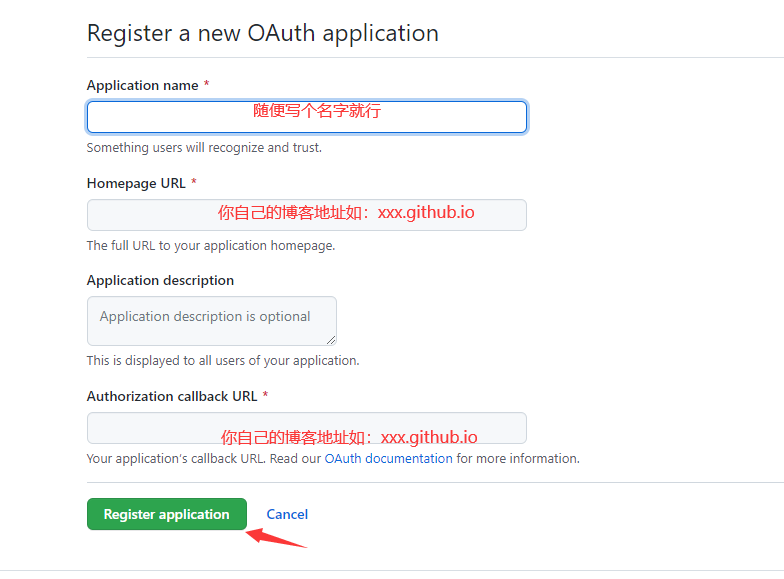 Register a new OAuth application
Application name *
随便写个名字就行
Something users will recognize and trust.
Homepage URL *
你自己的博客地址如：xxx.github.io
The full URL to your application homepage.
Application description
Application description is optional
This is displayed to all users of your application.
Authorization callback URL *
你自己的博客地址如：xxx.github.io
Your application's callback URL. Read our OAuth documentation for more information.
Register application Cancel